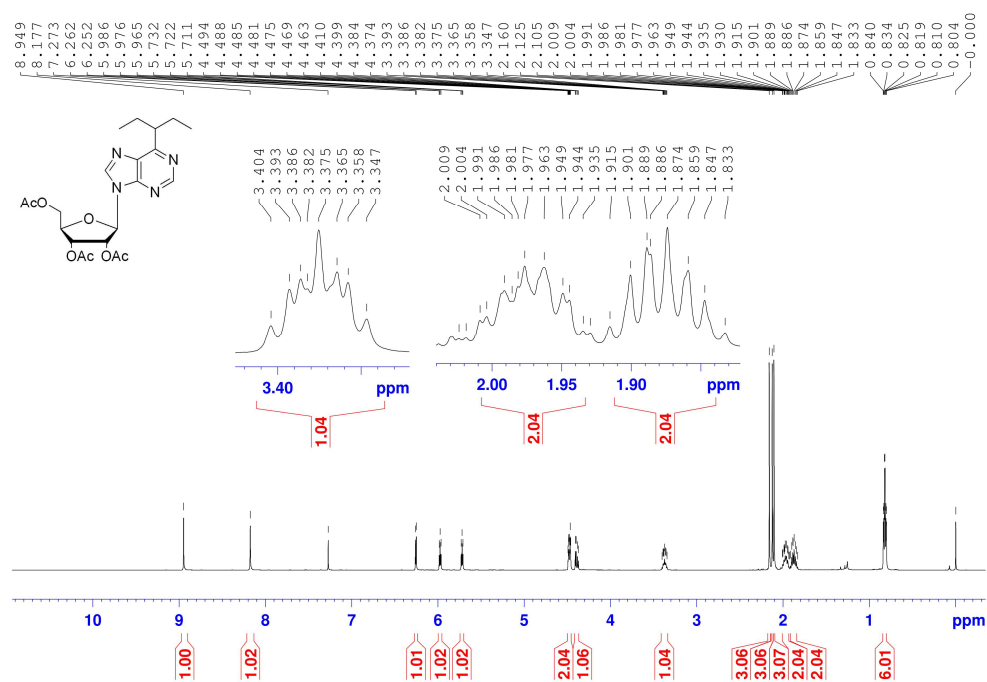 8.949 8.177 7.273 6.262 6.252 5.986 5.976 5.965 5.732 5.722 5.711 4.494 4.488 4.485 4.481 4.475 4.469 4.463 4.410 4.399 4.384 4.374 3.393 3.386 3.382 3.375 3.365 3.358 3.347 2.160 2.125 2.105 2.009 2.004 1.991 1.986 1.981 1.977 1.963 1.949 1.944 1.935 1.930 1.915 1.901 1.889 1.886 1.874 1.859 1.847 1.833 0.840 0.834 0.825 0.819 0.810 0.804 -0.000
N N
N N
AcO O
OAc OAc
3.404 3.393 3.386 3.382 3.375 3.365 3.358 3.347
3.40 ppm
1.04
2.009 2.004 1.991 1.986 1.981 1.977 1.963 1.949 1.944 1.935 1.915 1.901 1.889 1.886 1.874 1.859 1.847 1.833
2.00 1.95 1.90 ppm
2.04 2.04
10 9 8 7 6 5 4 3 2 1 ppm
1.00 1.02 1.01 1.02 1.02 2.04 1.06 1.04 3.06 3.06 3.07 2.04 2.04 6.01